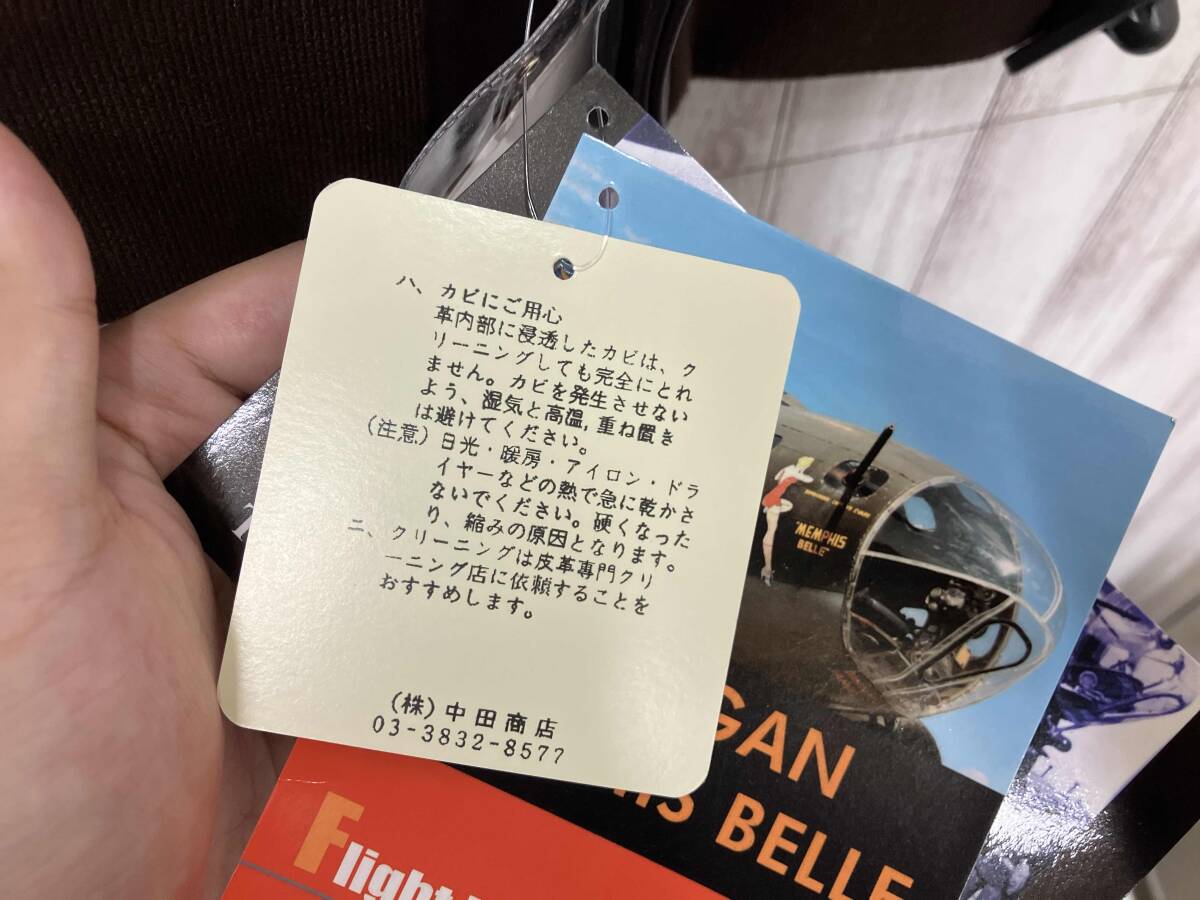 ハ、カビにご用心
革内部に浸透したカビは、ク
リーニングしても完全にとれ
ません。カビを発生させない
よう、湿気と高温,重ね置き
は避けてください。
(注意)日光・暖房・アイロン・ドラ
イヤーなどの熱で急に乾かさ
ないでください。硬くなった
り、縮みの原因となります。
ニ、クリーニングは皮革専門クリ
ーニング店に依頼することを
おすすめします。
(株)中田商店
03-3832-8577
"MEMPHIS
BELLE"
GAN
HIS BELLE
Flight